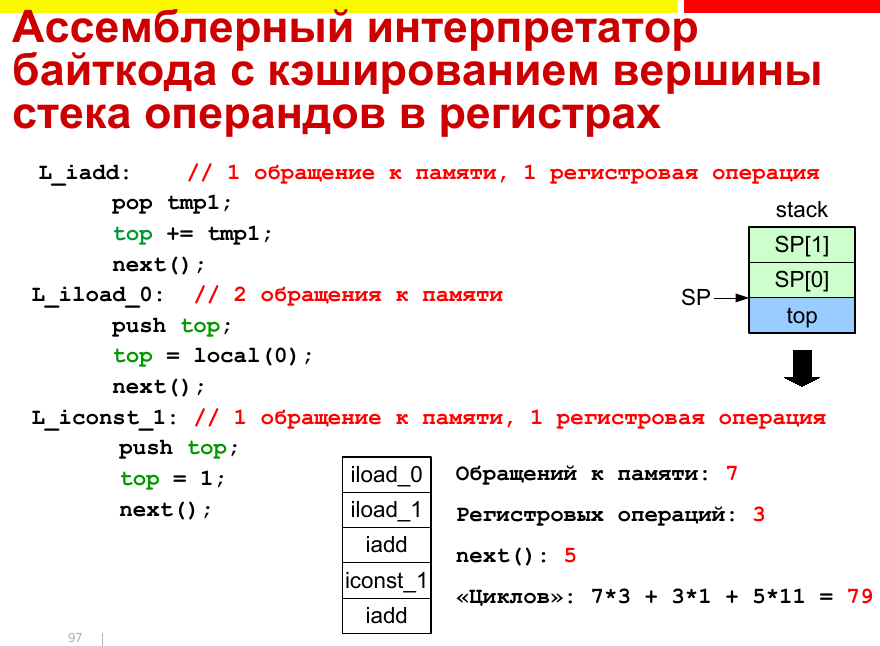 Ассемблерный интерпретатор
байткода с кэшированием вершины
стека операндов в регистрах
L_iadd:    // 1 обращение к памяти, 1 регистровая операция
pop tmp1;
top += tmp1;
next();
L_iload_0:  // 2 обращения к памяти
push top;
top = local(0);
next();
L_iconst_1: // 1 обращение к памяти, 1 регистровая операция
push top;
top = 1;
next();
stack
SP[1]
SP[0]
SP
top
iload_0
iload_1
iadd
iconst_1
iadd
Обращений к памяти: 7
Регистровых операций: 3
next(): 5
«Циклов»: 7*3 + 3*1 + 5*11 = 79
97 |